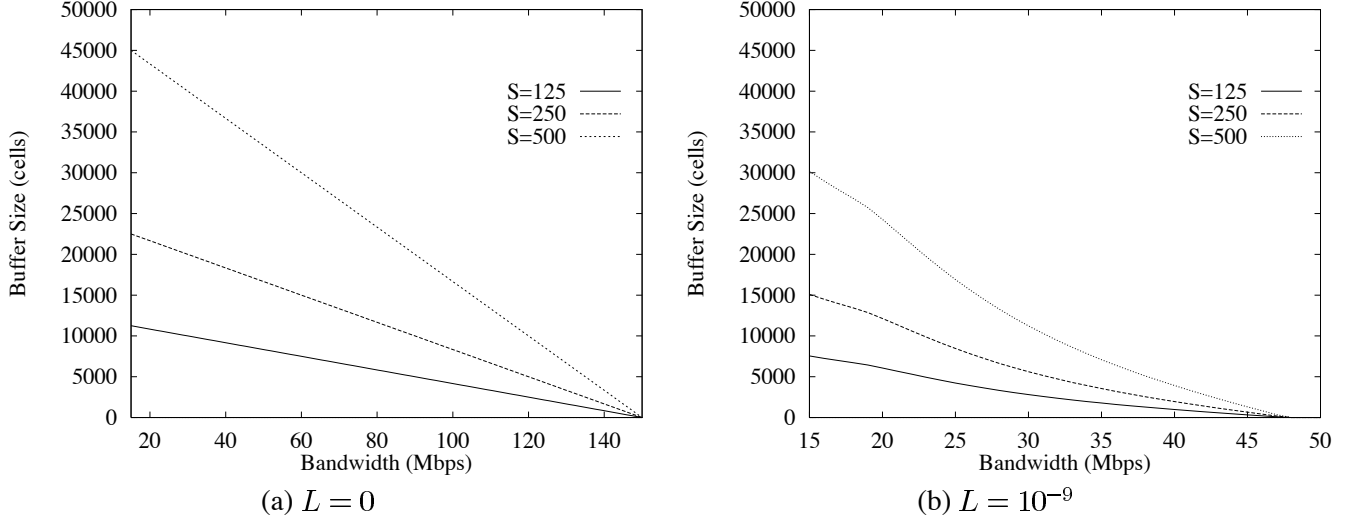 50000
45000
40000
35000
30000
25000
20000
15000
10000
5000
0
Buffer Size (cells)
S=125
S=250
S=500
20 40 60 80 100 120 140
Bandwidth (Mbps)
(a) L = 0
50000
45000
40000
35000
30000
25000
20000
15000
10000
5000
0
Buffer Size (cells)
S=125
S=250
S=500
15 20 25 30 35 40 45 50
Bandwidth (Mbps)
(b) L = 10⁻⁹